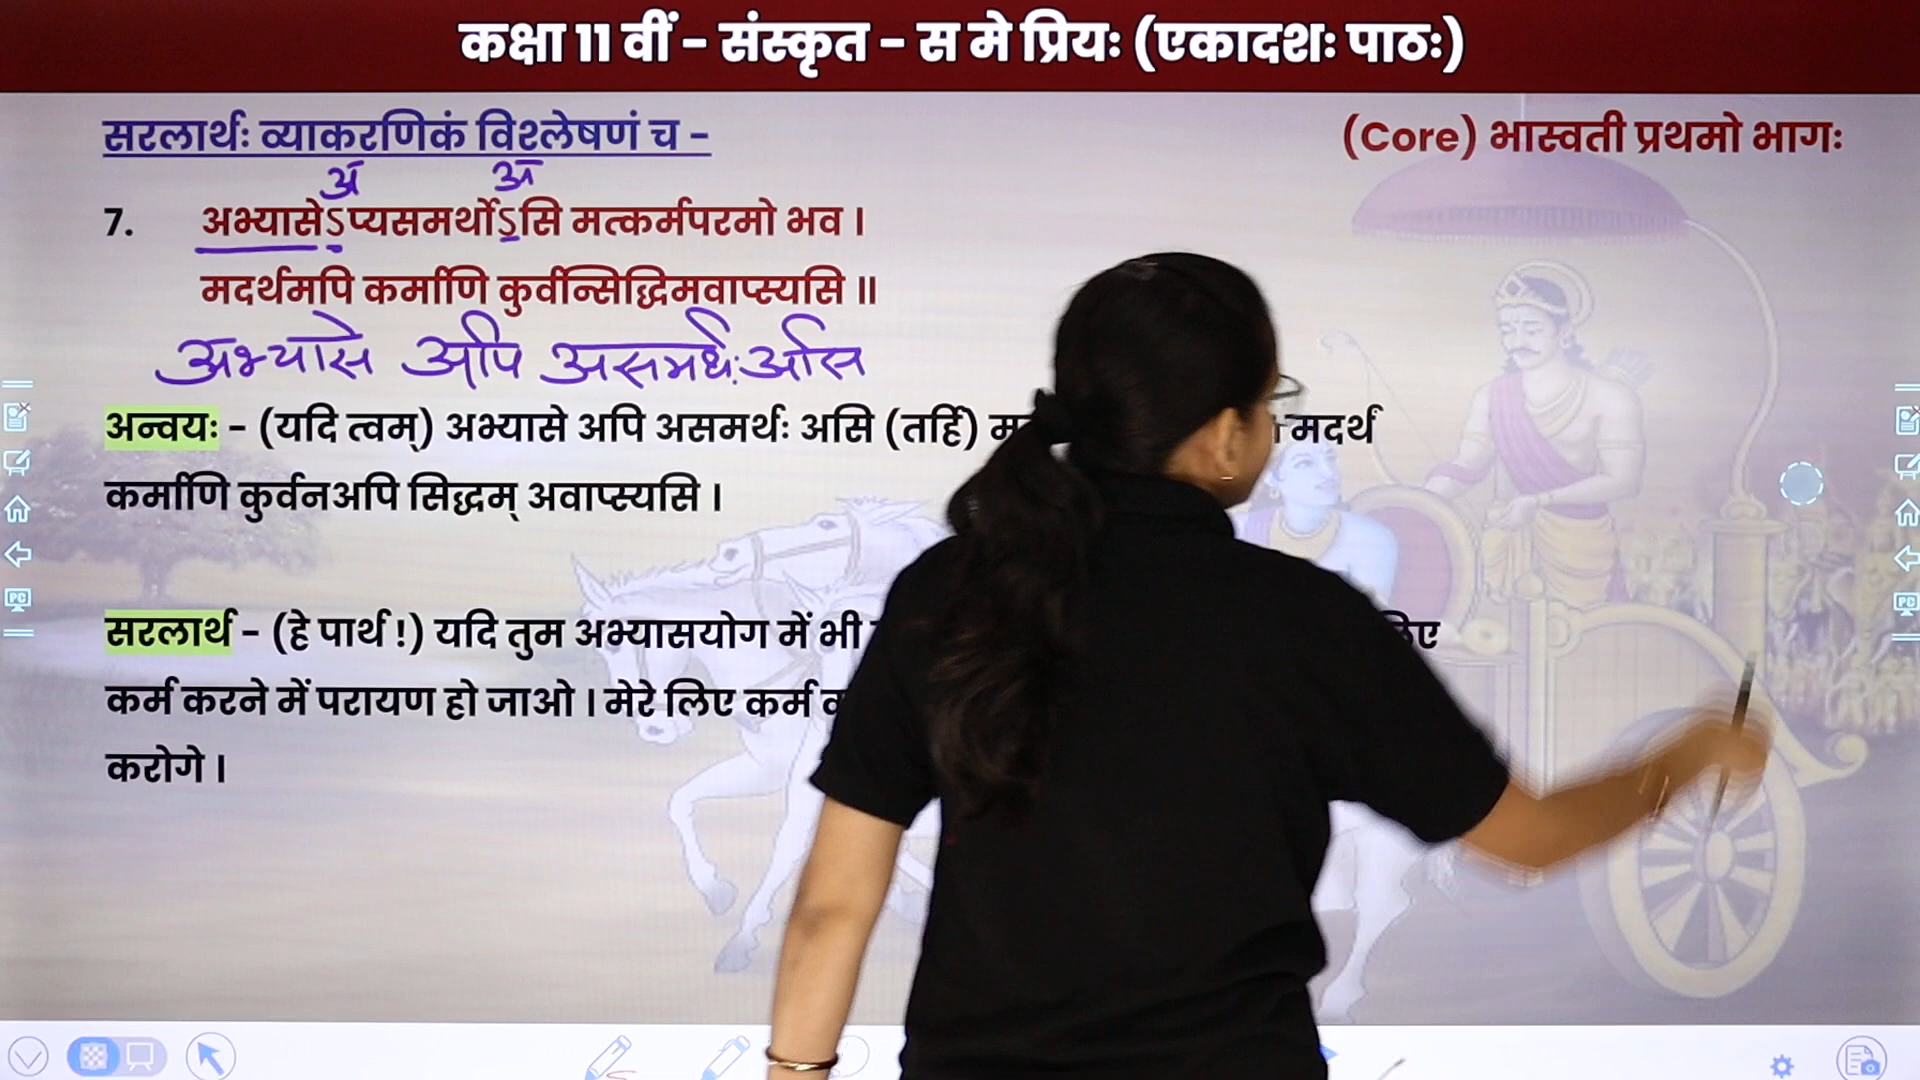 कक्षा 11 वीं - संस्कृत - स मे प्रियः (एकादशः पाठः)
सरलार्थः व्याकरणिकं विश्लेषणं च -
(Core) भास्वती प्रथमो भागः
अ अ
7. अभ्यासेऽप्यसमर्थोऽसि मत्कर्मपरमो भव ।
मदर्थमपि कर्माणि कुर्वन्सिद्धिमवाप्स्यसि ॥
अभ्यासे अपि असमर्थः असि
अन्वयः - (यदि त्वम्) अभ्यासे अपि असमर्थः असि (तर्हि) मदर्थं
कर्माणि कुर्वनअपि सिद्धम् अवाप्स्यसि ।
सरलार्थ - (हे पार्थ !) यदि तुम अभ्यासयोग में भी
कर्म करने में परायण हो जाओ । मेरे लिए कर्म
करोगे ।
PC
PC